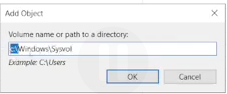 Add Object
Volume name or path to a directory:
c:\Windows\Sysvol
Example: C:\Users
OK Cancel